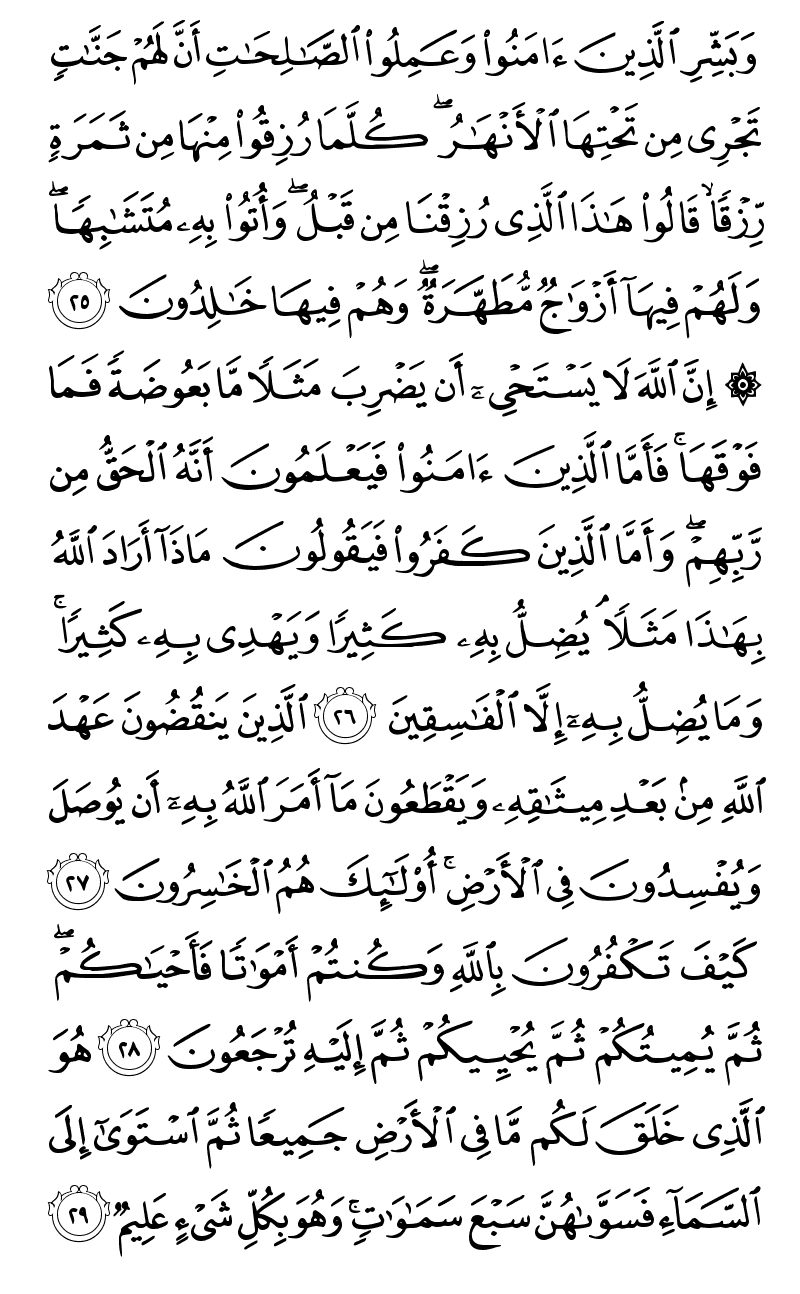 وَبَشِّرِ ٱلَّذِينَ ءَامَنُوا۟ وَعَمِلُوا۟ ٱلصَّـٰلِحَـٰتِ أَنَّ لَهُمْ جَنَّـٰتٍ
تَجْرِى مِن تَحْتِهَا ٱلْأَنْهَـٰرُ ۖ كُلَّمَا رُزِقُوا۟ مِنْهَا مِن ثَمَرَةٍ
رِّزْقًا ۙ قَالُوا۟ هَـٰذَا ٱلَّذِى رُزِقْنَا مِن قَبْلُ ۖ وَأُتُوا۟ بِهِۦ مُتَشَـٰبِهًا ۖ
وَلَهُمْ فِيهَآ أَزْوَٰجٌ مُّطَهَّرَةٌ ۖ وَهُمْ فِيهَا خَـٰلِدُونَ ٢٥
۞ إِنَّ ٱللَّهَ لَا يَسْتَحْىِۦٓ أَن يَضْرِبَ مَثَلًا مَّا بَعُوضَةً فَمَا
فَوْقَهَا ۚ فَأَمَّا ٱلَّذِينَ ءَامَنُوا۟ فَيَعْلَمُونَ أَنَّهُ ٱلْحَقُّ مِن
رَّبِّهِمْ ۖ وَأَمَّا ٱلَّذِينَ كَفَرُوا۟ فَيَقُولُونَ مَاذَآ أَرَادَ ٱللَّهُ
بِهَـٰذَا مَثَلًا ۘ يُضِلُّ بِهِۦ كَثِيرًا وَيَهْدِى بِهِۦ كَثِيرًا ۚ
وَمَا يُضِلُّ بِهِۦٓ إِلَّا ٱلْفَـٰسِقِينَ ٢٦ ٱلَّذِينَ يَنقُضُونَ عَهْدَ
ٱللَّهِ مِنۢ بَعْدِ مِيثَـٰقِهِۦ وَيَقْطَعُونَ مَآ أَمَرَ ٱللَّهُ بِهِۦٓ أَن يُوصَلَ
وَيُفْسِدُونَ فِى ٱلْأَرْضِ ۚ أُو۟لَـٰٓئِكَ هُمُ ٱلْخَـٰسِرُونَ ٢٧
كَيْفَ تَكْفُرُونَ بِٱللَّهِ وَكُنتُمْ أَمْوَٰتًا فَأَحْيَـٰكُمْ ۖ
ثُمَّ يُمِيتُكُمْ ثُمَّ يُحْيِيكُمْ ثُمَّ إِلَيْهِ تُرْجَعُونَ ٢٨ هُوَ
ٱلَّذِى خَلَقَ لَكُم مَّا فِى ٱلْأَرْضِ جَمِيعًا ثُمَّ ٱسْتَوَىٰٓ إِلَى
ٱلسَّمَآءِ فَسَوَّىٰهُنَّ سَبْعَ سَمَـٰوَٰتٍ ۚ وَهُوَ بِكُلِّ شَىْءٍ عَلِيمٌ ٢٩